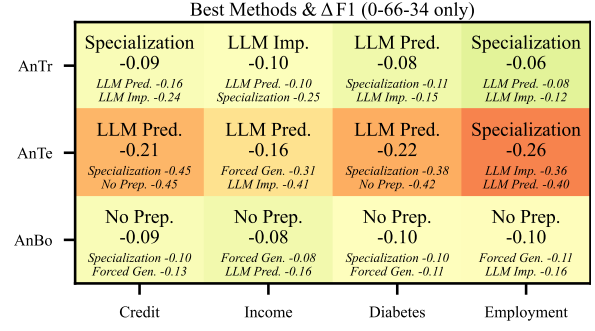 Best Methods & Δ F1 (0-66-34 only)
AnTr
Specialization
-0.09
LLM Pred. -0.16
LLM Imp. -0.24
LLM Imp.
-0.10
LLM Pred. -0.10
Specialization -0.25
LLM Pred.
-0.08
Specialization -0.11
LLM Imp. -0.15
Specialization
-0.06
LLM Pred. -0.08
LLM Imp. -0.12
AnTe
LLM Pred.
-0.21
Specialization -0.45
No Prep. -0.45
LLM Pred.
-0.16
Forced Gen. -0.31
LLM Imp. -0.41
LLM Pred.
-0.22
Specialization -0.38
No Prep. -0.42
Specialization
-0.26
LLM Imp. -0.36
LLM Pred. -0.40
AnBo
No Prep.
-0.09
Specialization -0.10
Forced Gen. -0.13
No Prep.
-0.08
Forced Gen. -0.08
LLM Pred. -0.16
No Prep.
-0.10
Specialization -0.10
Forced Gen. -0.11
No Prep.
-0.10
Forced Gen. -0.11
LLM Imp. -0.16
Credit
Income
Diabetes
Employment